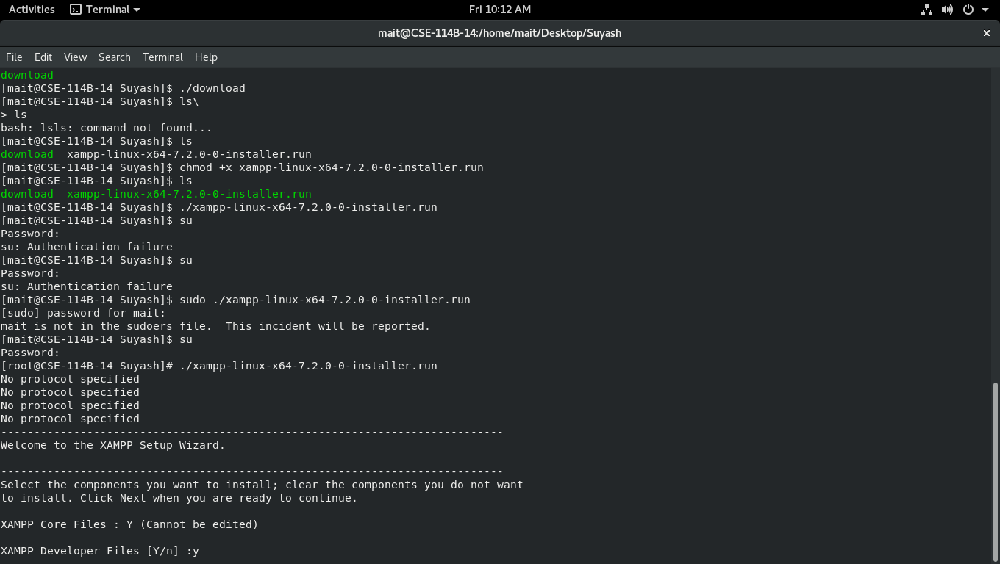 Activities Terminal Fri 10:12 AM
mait@CSE-114B-14:/home/mait/Desktop/Suyash
File Edit View Search Terminal Help
download
[mait@CSE-114B-14 Suyash]$ ./download
[mait@CSE-114B-14 Suyash]$ ls\
> ls
bash: lsls: command not found...
[mait@CSE-114B-14 Suyash]$ ls
download  xampp-linux-x64-7.2.0-0-installer.run
[mait@CSE-114B-14 Suyash]$ chmod +x xampp-linux-x64-7.2.0-0-installer.run
[mait@CSE-114B-14 Suyash]$ ls
download  xampp-linux-x64-7.2.0-0-installer.run
[mait@CSE-114B-14 Suyash]$ ./xampp-linux-x64-7.2.0-0-installer.run
[mait@CSE-114B-14 Suyash]$ su
Password:
su: Authentication failure
[mait@CSE-114B-14 Suyash]$ su
Password:
su: Authentication failure
[mait@CSE-114B-14 Suyash]$ sudo ./xampp-linux-x64-7.2.0-0-installer.run
[sudo] password for mait:
mait is not in the sudoers file.  This incident will be reported.
[mait@CSE-114B-14 Suyash]$ su
Password:
[root@CSE-114B-14 Suyash]# ./xampp-linux-x64-7.2.0-0-installer.run
No protocol specified
No protocol specified
No protocol specified
No protocol specified
----------------------------------------------------------------------------
Welcome to the XAMPP Setup Wizard.
----------------------------------------------------------------------------
Select the components you want to install; clear the components you do not want
to install. Click Next when you are ready to continue.
XAMPP Core Files : Y (Cannot be edited)
XAMPP Developer Files [Y/n] :y